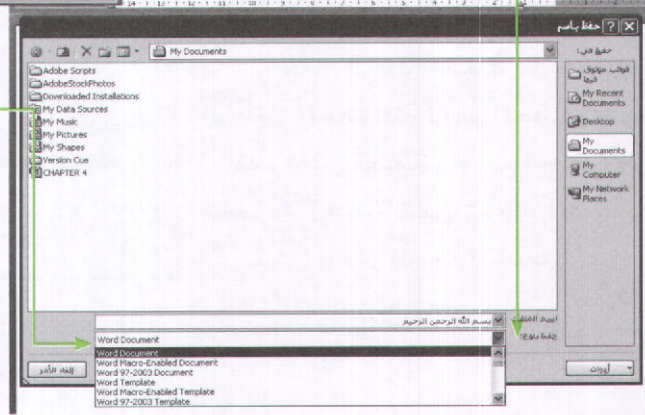 حفظ باسم
حفظ في:
My Documents
قوالب موثوق فيها
My Recent Documents
Desktop
My Documents
My Computer
My Network Places
Adobe Scripts
AdobeStockPhotos
Downloaded Installations
My Data Sources
My Music
My Pictures
My Shapes
Version Cue
CHAPTER 4
اسم الملف:
بسم الله الرحمن الرحيم
حفظ بنوع:
Word Document
Word Document
Word Macro-Enabled Document
Word 97-2003 Document
Word Template
Word Macro-Enabled Template
Word 97-2003 Template
أدوات
إلغاء الأمر